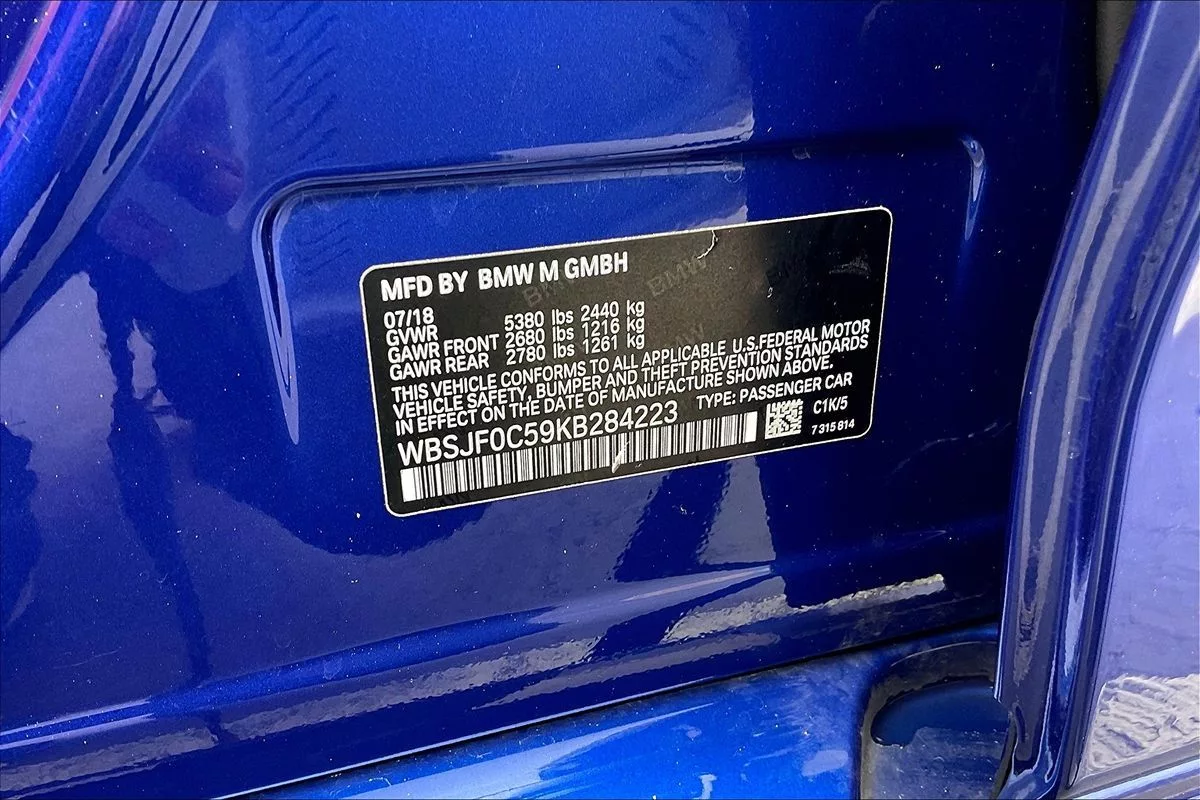 MFD BY BMW M GMBH
07/18
GVWR 5380 lbs 2440 kg
GAWR FRONT 2680 lbs 1216 kg
GAWR REAR 2780 lbs 1261 kg
THIS VEHICLE CONFORMS TO ALL APPLICABLE U.S.FEDERAL MOTOR
VEHICLE SAFETY, BUMPER AND THEFT PREVENTION STANDARDS
IN EFFECT ON THE DATE OF MANUFACTURE SHOWN ABOVE.
WBSJF0C59KB284223 TYPE: PASSENGER CAR
C1K/5
7 315 814
BMW
BMW